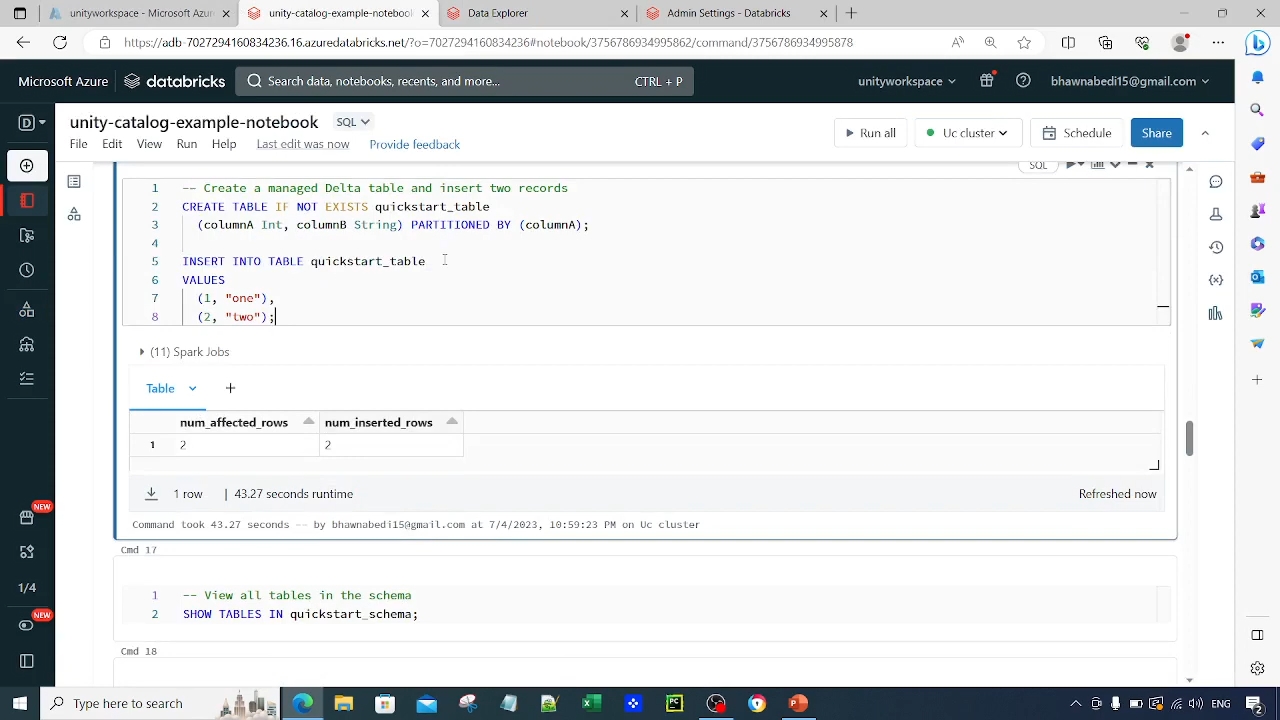 unityworkspace - Microsoft Azure
unity-catalog-example-notebook
Data Explorer
Admin Settings - Databricks
https://adb-7027294160834236.16.azuredatabricks.net/?o=7027294160834236#notebook/3756786934995862/command/3756786934995878
Microsoft Azure
databricks
Search data, notebooks, recents, and more...
CTRL + P
unityworkspace
bhawnabedi15@gmail.com
D
unity-catalog-example-notebook
SQL
Run all
Uc cluster
Schedule
Share
File Edit View Run Help Last edit was now Provide feedback
SQL
1 -- Create a managed Delta table and insert two records
2 CREATE TABLE IF NOT EXISTS quickstart_table
3 (columnA Int, columnB String) PARTITIONED BY (columnA);
4
5 INSERT INTO TABLE quickstart_table
6 VALUES
7 (1, "one"),
8 (2, "two");
(11) Spark Jobs
Table
num_affected_rows num_inserted_rows
1 2 2
1 row | 43.27 seconds runtime
Refreshed now
Command took 43.27 seconds -- by bhawnabedi15@gmail.com at 7/4/2023, 10:59:23 PM on Uc cluster
Cmd 17
1 -- View all tables in the schema
2 SHOW TABLES IN quickstart_schema;
Cmd 18
NEW
1/4
NEW
Type here to search
PC
ENG
2